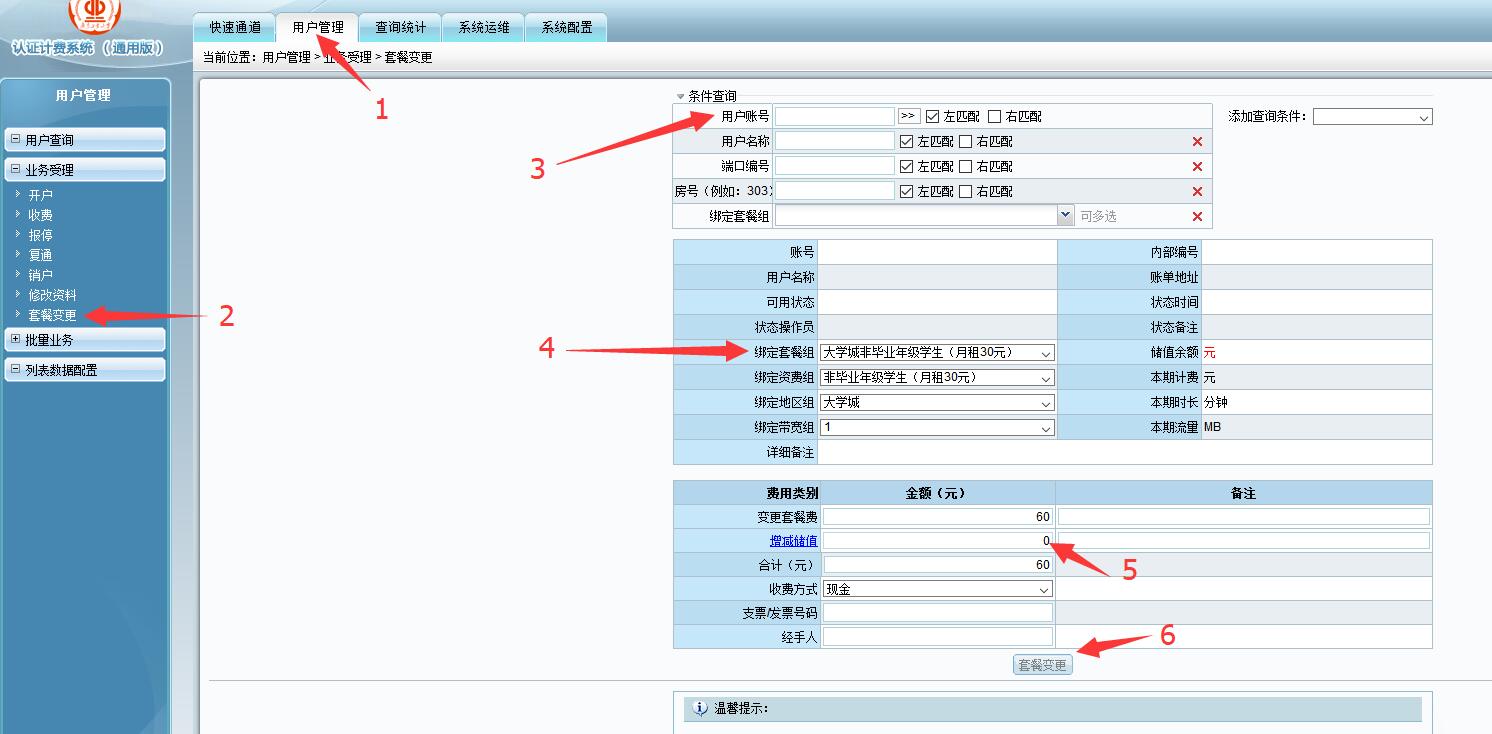 快速通道 用户管理 查询统计 系统运维 系统配置
认证计费系统（通用版）
当前位置：用户管理 > 业务受理 > 套餐变更
1
用户管理
用户查询
业务受理
开户
收费
报停
复通
销户
修改资料
套餐变更
2
批量业务
列表数据配置
条件查询
3
用户账号 >> 左匹配 右匹配 添加查询条件：
用户名称 左匹配 右匹配
端口编号 左匹配 右匹配
房号（例如：303） 左匹配 右匹配
绑定套餐组 可多选
账号 内部编号
用户名称 账单地址
可用状态 状态时间
状态操作员 状态备注
4
绑定套餐组 大学城非毕业年级学生（月租30元） 储值余额 元
绑定资费组 非毕业年级学生（月租30元） 本期计费 元
绑定地区组 大学城 本期时长 分钟
绑定带宽组 1 本期流量 MB
详细备注
费用类别 金额（元） 备注
变更套餐费 60
增减储值 0
5
合计（元） 60
收费方式 现金
支票/发票号码
经手人
6
套餐变更
温馨提示：